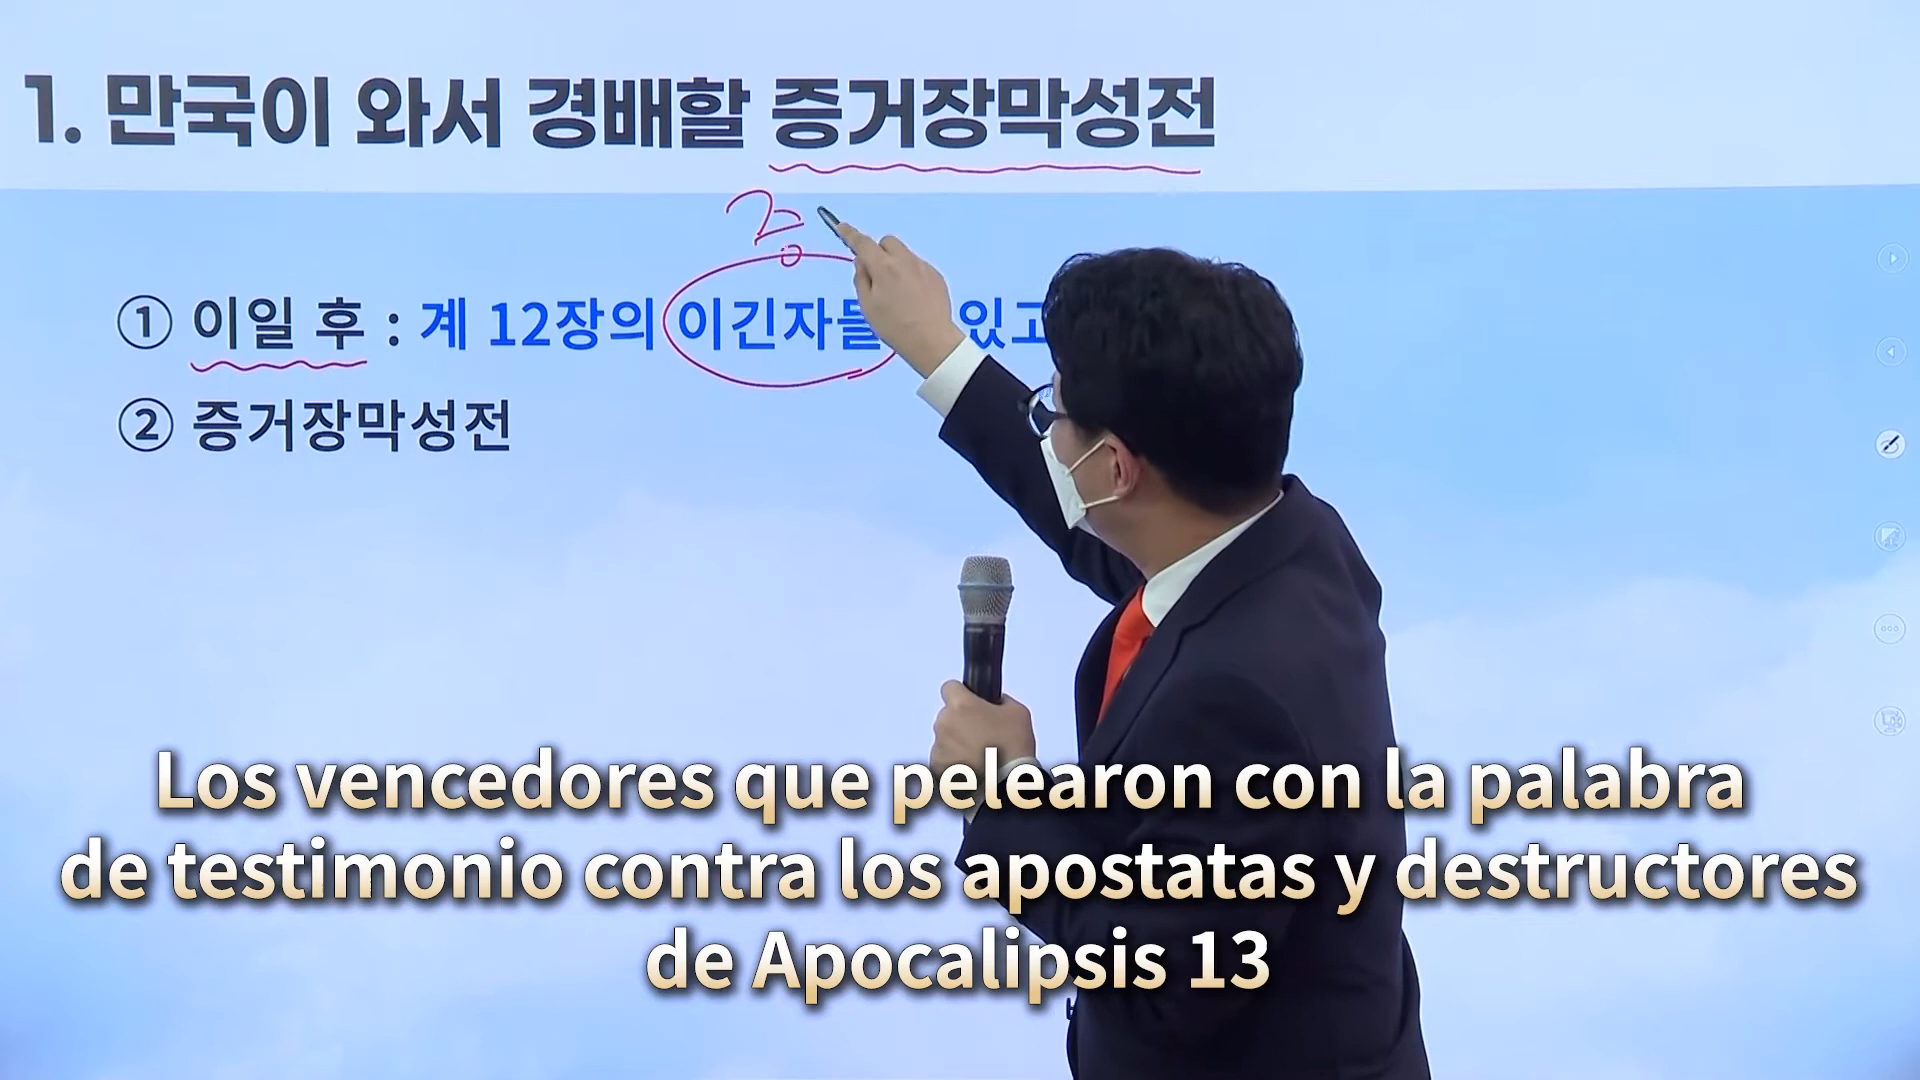 1. 만국이 와서 경배할 증거장막성전
증
① 이일 후 : 계 12장의 이긴자들 있고
② 증거장막성전
Los vencedores que pelearon con la palabra
de testimonio contra los apostatas y destructores
de Apocalipsis 13